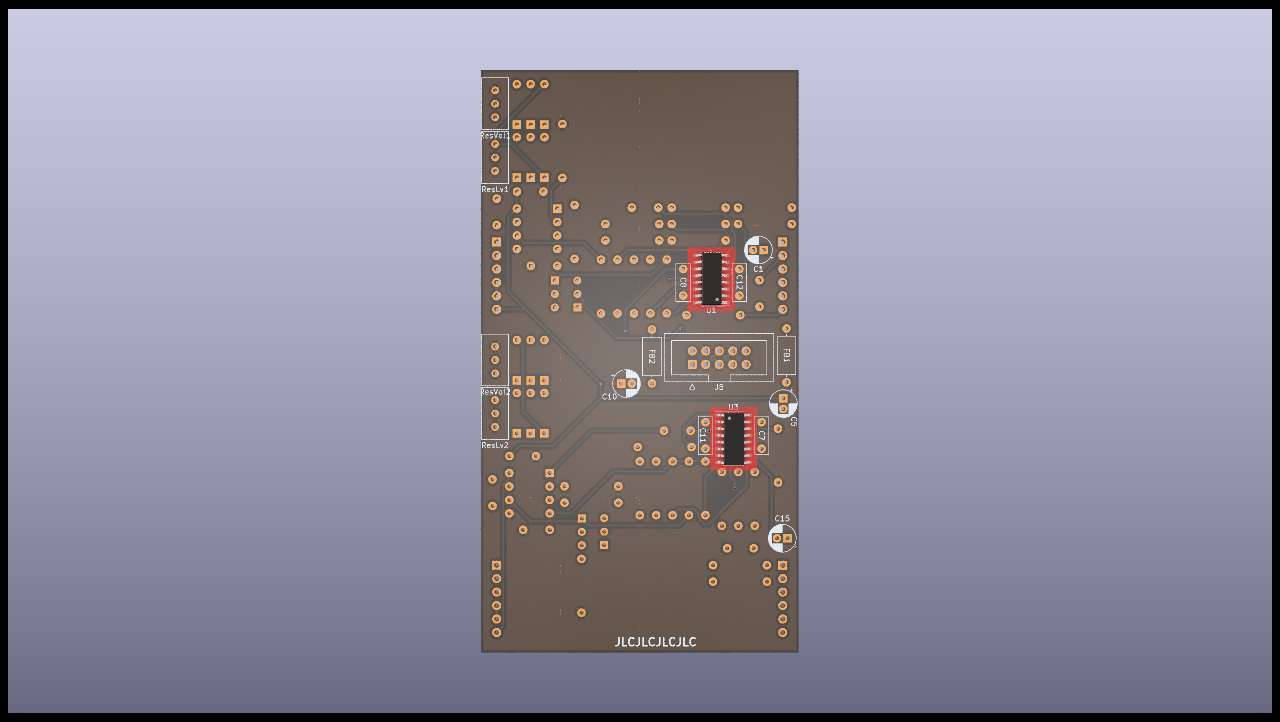 ResVol1
ResLv1
C1
C8
C12
U1
FB2
FB1
J8
C10
ResVol2
C5
U3
C11
C7
ResLv2
C15
JLCJLCJLCJLC